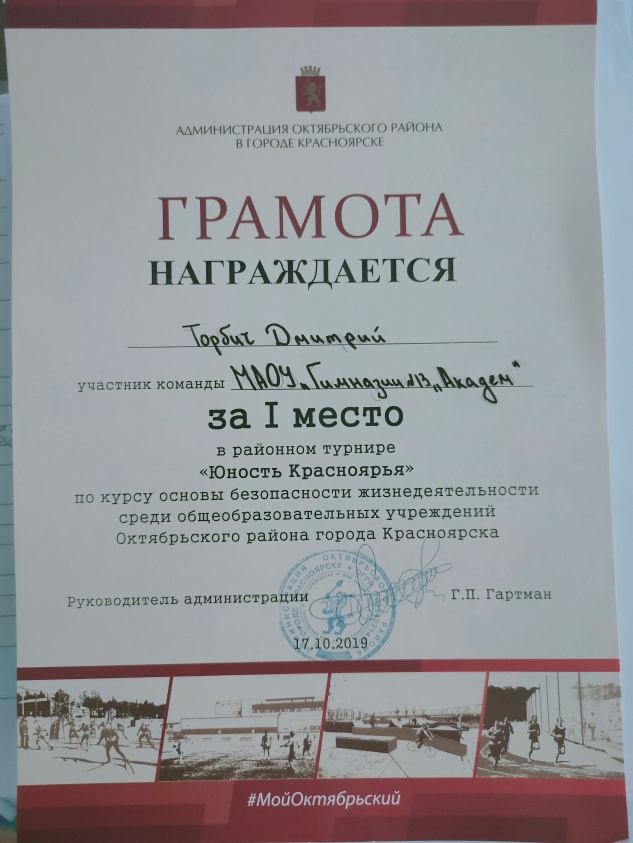 АДМИНИСТРАЦИЯ ОКТЯБРЬСКОГО РАЙОНА
В ГОРОДЕ КРАСНОЯРСКЕ
ГРАМОТА
НАГРАЖДАЕТСЯ
Торбич Дмитрий
участник команды МАОУ „Гимназии №13 „Академ"
за I место
в районном турнире
«Юность Красноярья»
по курсу основы безопасности жизнедеятельности
среди общеобразовательных учреждений
Октябрьского района города Красноярска
Руководитель администрации Г.П. Гартман
17.10.2019
#МойОктябрьский